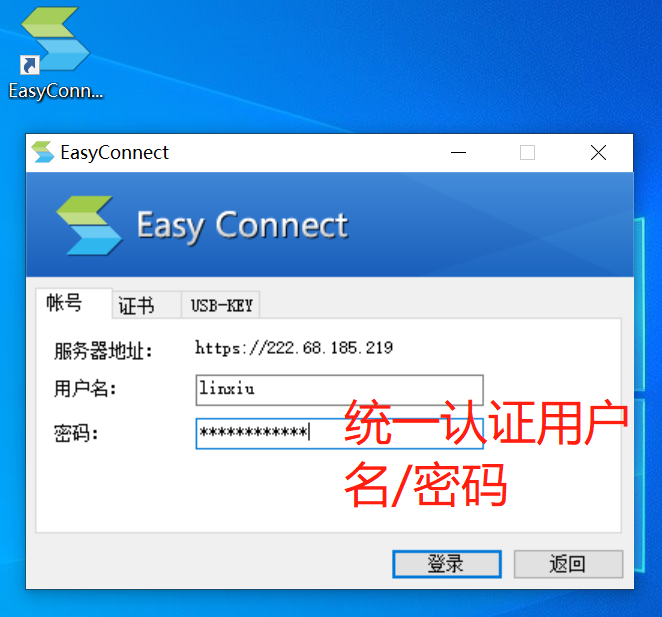 EasyConn...
EasyConnect
Easy Connect
帐号 证书 USB-KEY
服务器地址: https://222.68.185.219
用户名: linxiu
密码: ************
统一认证用户
名/密码
登录 返回